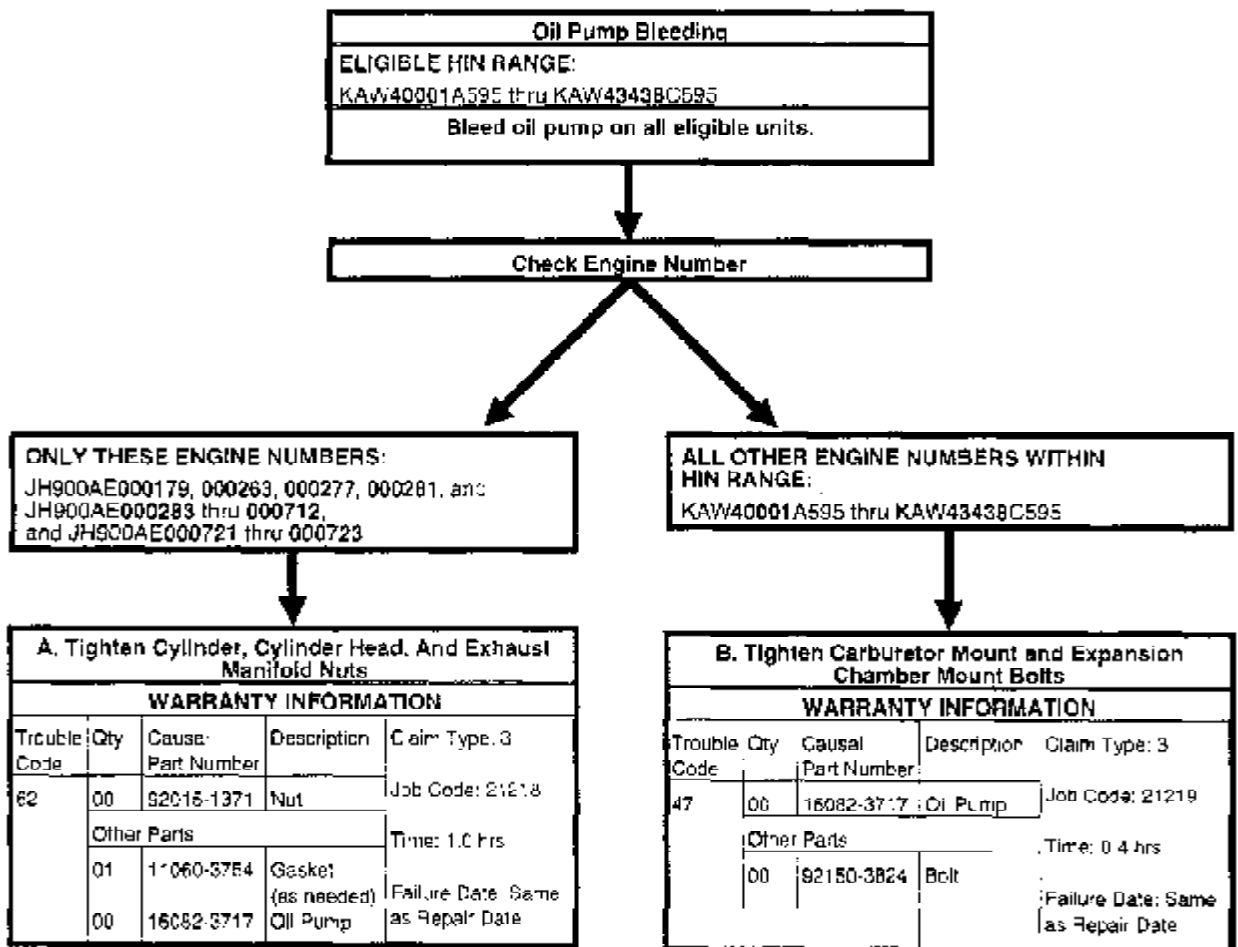 Oil Pump Bleeding
ELIGIBLE HIN RANGE:
KAW40001A595 thru KAW43438C595
Bleed oil pump on all eligible units.
Check Engine Number
ONLY THESE ENGINE NUMBERS:
JH900AE000179, 000263, 000277, 000281, and
JH900AE000283 thru 000712,
and JH900AE000721 thru 000723
ALL OTHER ENGINE NUMBERS WITHIN
HIN RANGE:
KAW40001A595 thru KAW43438C595
A. Tighten Cylinder, Cylinder Head, And Exhaust
Manifold Nuts
WARRANTY INFORMATION
Trouble Qty Causal Description Claim Type: 3
Code Part Number
62 00 92015-1371 Nut Job Code: 21218
Other Parts Time: 1.0 hrs
01 11060-3754 Gasket
(as needed) Failure Date: Same
00 16082-3717 Oil Pump as Repair Date
B. Tighten Carburetor Mount and Expansion
Chamber Mount Bolts
WARRANTY INFORMATION
Trouble Qty Causal Description Claim Type: 3
Code Part Number
47 00 16082-3717 Oil Pump Job Code: 21219
Other Parts Time: 0.4 hrs
00 92150-3824 Bolt
Failure Date: Same
as Repair Date